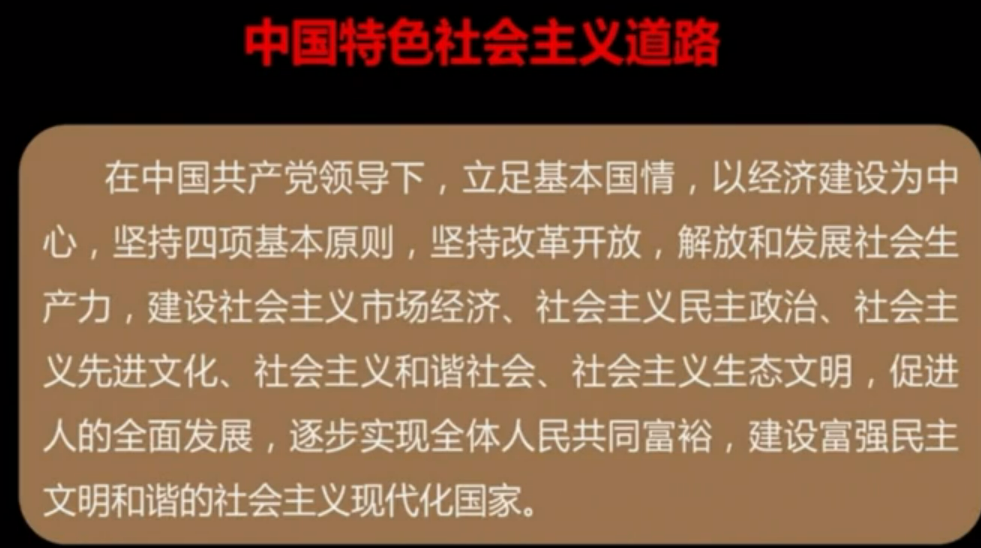 中国特色社会主义道路
在中国共产党领导下，立足基本国情，以经济建设为中
心，坚持四项基本原则，坚持改革开放，解放和发展社会生
产力，建设社会主义市场经济、社会主义民主政治、社会主
义先进文化、社会主义和谐社会、社会主义生态文明，促进
人的全面发展，逐步实现全体人民共同富裕，建设富强民主
文明和谐的社会主义现代化国家。